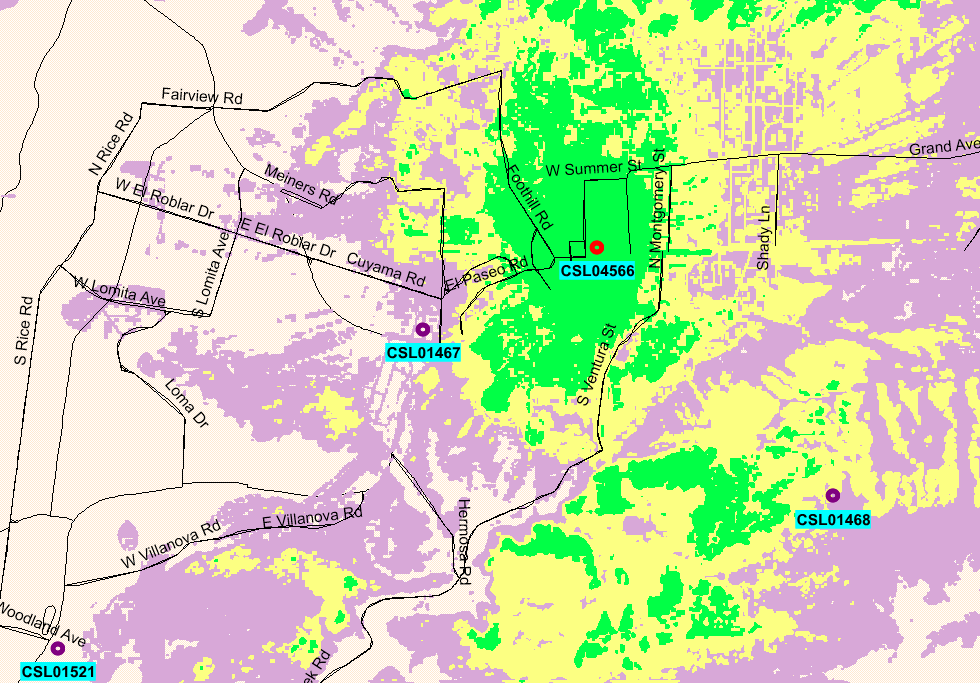 Fairview Rd
N Rice Rd
Grand Ave
W Summer St
Meiners Rd
Foothill Rd
N Montgomery St
W El Roblar Dr
E El Roblar Dr
Shady Ln
S Lomita Ave
Cuyama Rd
El Paseo Rd
CSL04566
W Lomita Ave
S Rice Rd
CSL01467
S Ventura St
Loma Dr
CSL01468
E Villanova Rd
W Villanova Rd
Hermosa Rd
Woodland Ave
CSL01521
ek Rd